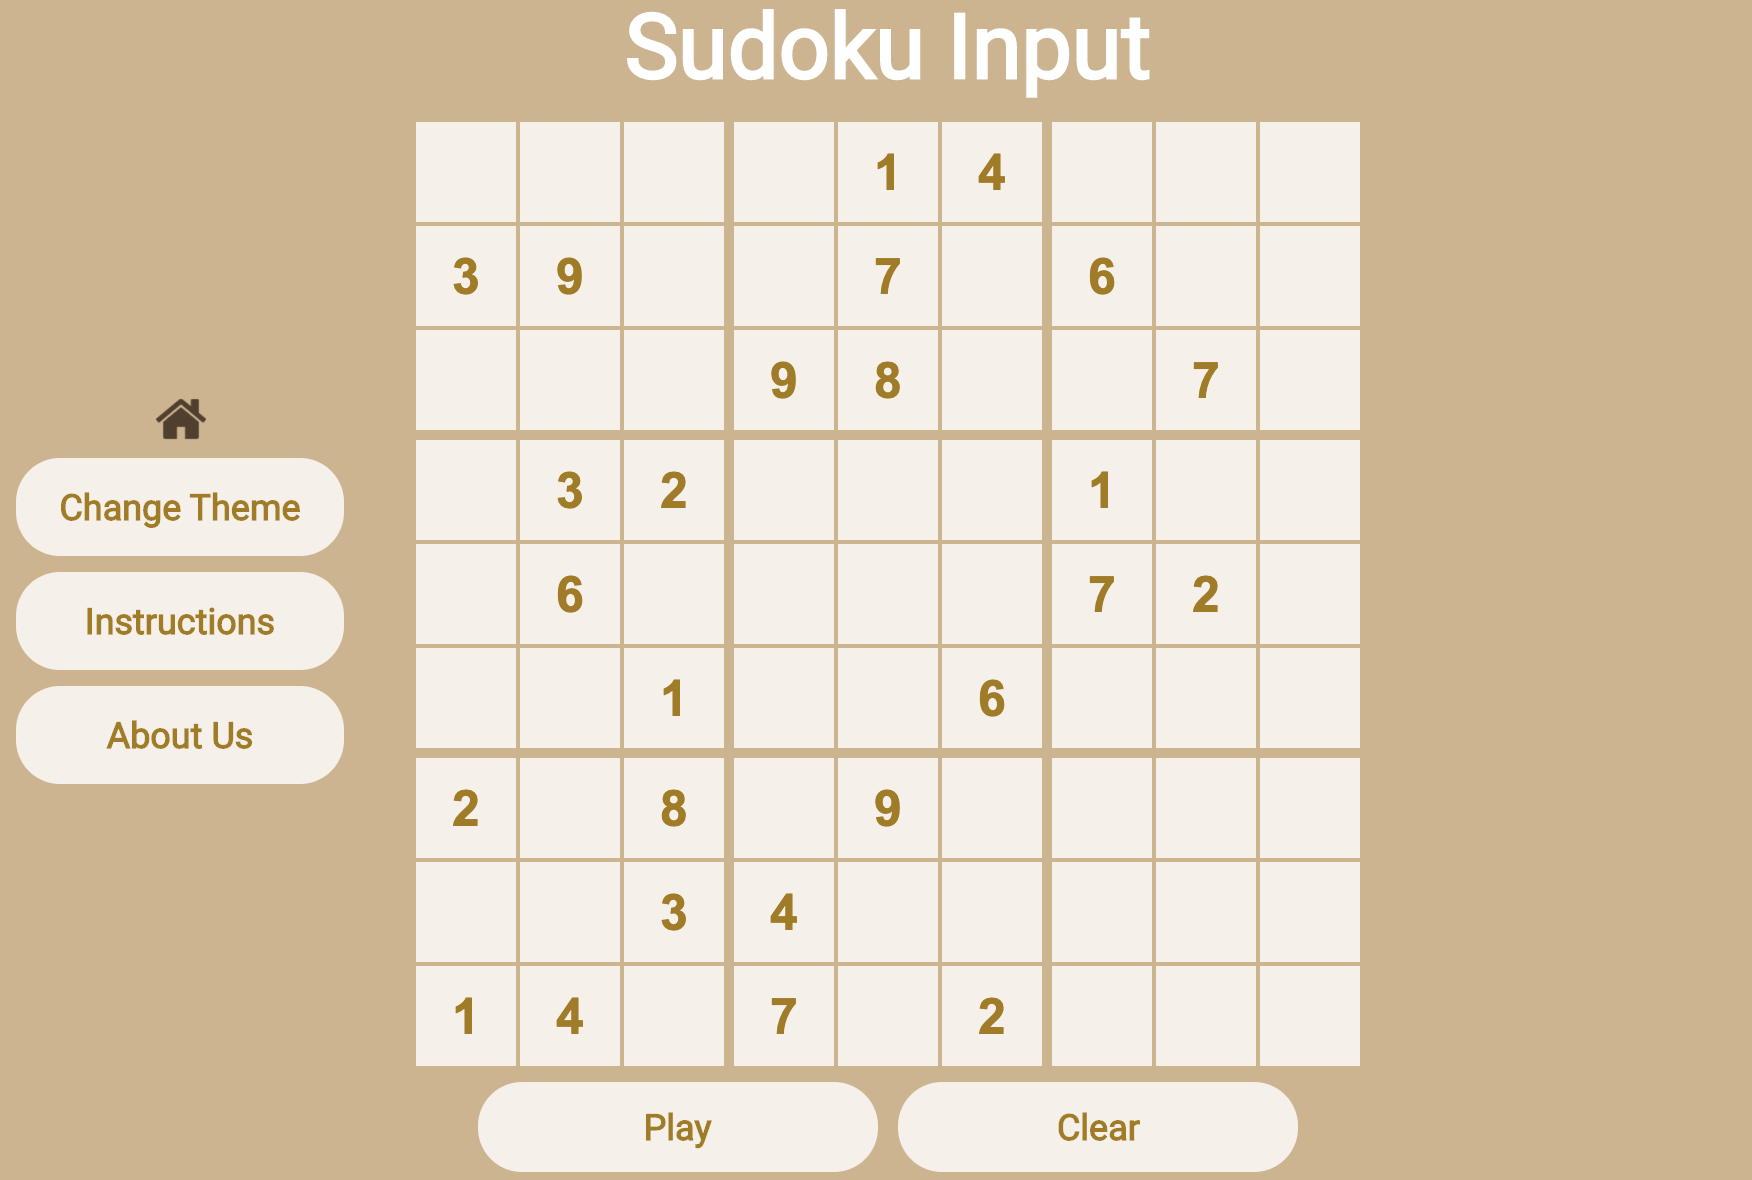 Sudoku Input
1 4
3 9 7 6
9 8 7
3 2 1
6 7 2
1 6
2 8 9
3 4
1 4 7 2
Change Theme
Instructions
About Us
Play Clear